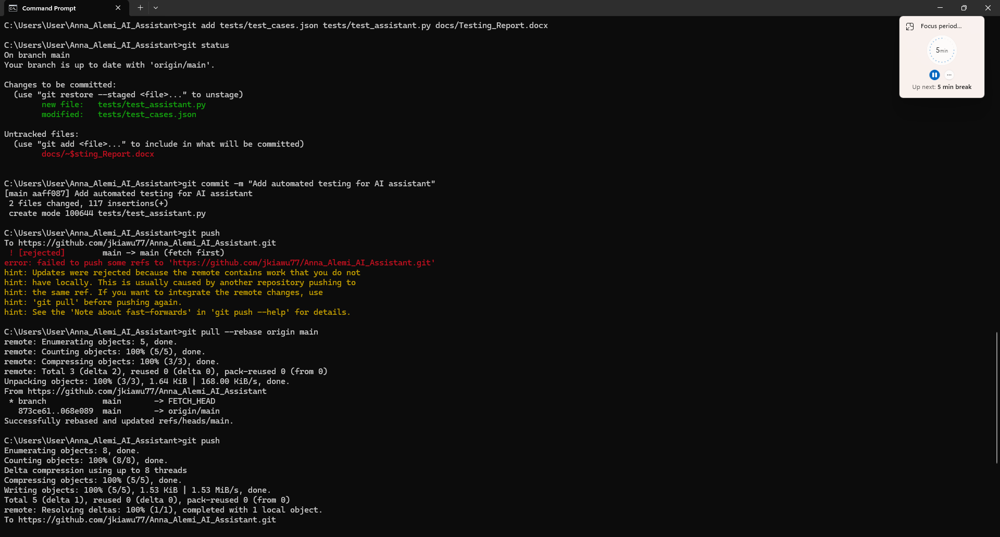 Command Prompt
C:\Users\User\Anna_Alemi_AI_Assistant>git add tests/test_cases.json tests/test_assistant.py docs/Testing_Report.docx
Focus period...
5min
Up next: 5 min break
C:\Users\User\Anna_Alemi_AI_Assistant>git status
On branch main
Your branch is up to date with 'origin/main'.
Changes to be committed:
  (use "git restore --staged <file>..." to unstage)
        new file:   tests/test_assistant.py
        modified:   tests/test_cases.json
Untracked files:
  (use "git add <file>..." to include in what will be committed)
        docs/~$sting_Report.docx
C:\Users\User\Anna_Alemi_AI_Assistant>git commit -m "Add automated testing for AI assistant"
[main aaff087] Add automated testing for AI assistant
 2 files changed, 117 insertions(+)
 create mode 100644 tests/test_assistant.py
C:\Users\User\Anna_Alemi_AI_Assistant>git push
To https://github.com/jkiawu77/Anna_Alemi_AI_Assistant.git
 ! [rejected]        main -> main (fetch first)
error: failed to push some refs to 'https://github.com/jkiawu77/Anna_Alemi_AI_Assistant.git'
hint: Updates were rejected because the remote contains work that you do not
hint: have locally. This is usually caused by another repository pushing to
hint: the same ref. If you want to integrate the remote changes, use
hint: 'git pull' before pushing again.
hint: See the 'Note about fast-forwards' in 'git push --help' for details.
C:\Users\User\Anna_Alemi_AI_Assistant>git pull --rebase origin main
remote: Enumerating objects: 5, done.
remote: Counting objects: 100% (5/5), done.
remote: Compressing objects: 100% (3/3), done.
remote: Total 3 (delta 2), reused 0 (delta 0), pack-reused 0 (from 0)
Unpacking objects: 100% (3/3), 1.64 KiB | 168.00 KiB/s, done.
From https://github.com/jkiawu77/Anna_Alemi_AI_Assistant
 * branch            main       -> FETCH_HEAD
   873ce61..068e089  main       -> origin/main
Successfully rebased and updated refs/heads/main.
C:\Users\User\Anna_Alemi_AI_Assistant>git push
Enumerating objects: 8, done.
Counting objects: 100% (8/8), done.
Delta compression using up to 8 threads
Compressing objects: 100% (5/5), done.
Writing objects: 100% (5/5), 1.53 KiB | 1.53 MiB/s, done.
Total 5 (delta 1), reused 0 (delta 0), pack-reused 0 (from 0)
remote: Resolving deltas: 100% (1/1), completed with 1 local object.
To https://github.com/jkiawu77/Anna_Alemi_AI_Assistant.git